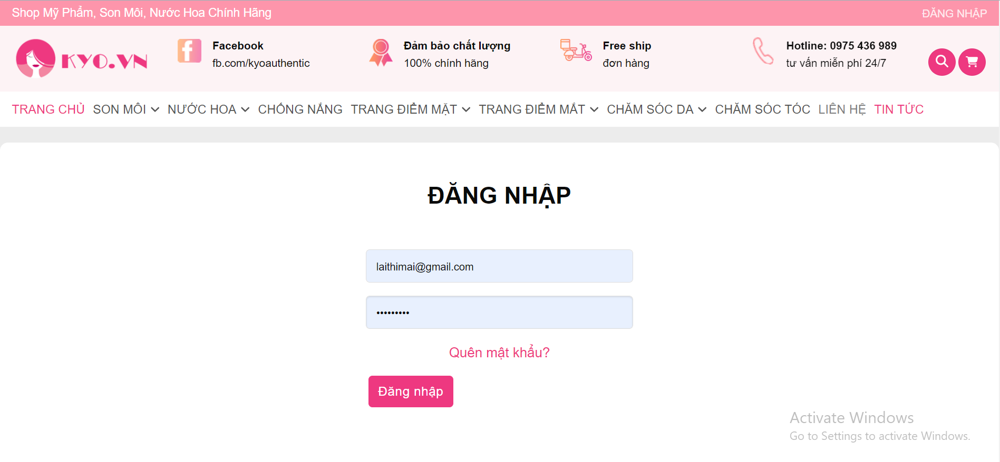 Shop Mỹ Phẩm, Son Môi, Nước Hoa Chính Hãng
ĐĂNG NHẬP
KYO.VN
Facebook
fb.com/kyoauthentic
Đảm bảo chất lượng
100% chính hãng
Free ship
đơn hàng
Hotline: 0975 436 989
tư vấn miễn phí 24/7
TRANG CHỦ SON MÔI NƯỚC HOA CHỐNG NẮNG TRANG ĐIỂM MẶT TRANG ĐIỂM MẮT CHĂM SÓC DA CHĂM SÓC TÓC LIÊN HỆ TIN TỨC
ĐĂNG NHẬP
laithimai@gmail.com
•••••••••
Quên mật khẩu?
Đăng nhập
Activate Windows
Go to Settings to activate Windows.